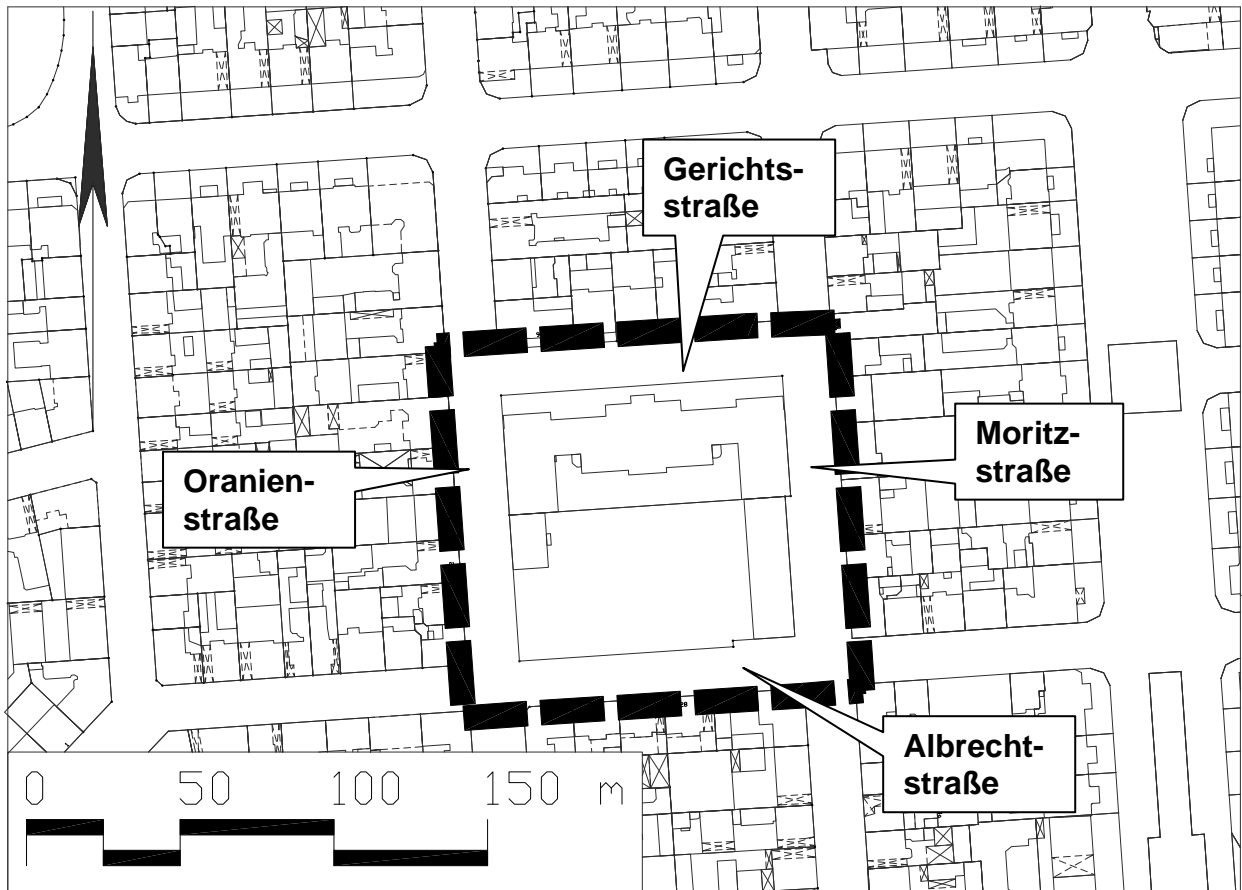 Gerichts-
straße
Moritz-
straße
Oranien-
straße
Albrecht-
straße
0 50 100 150 m